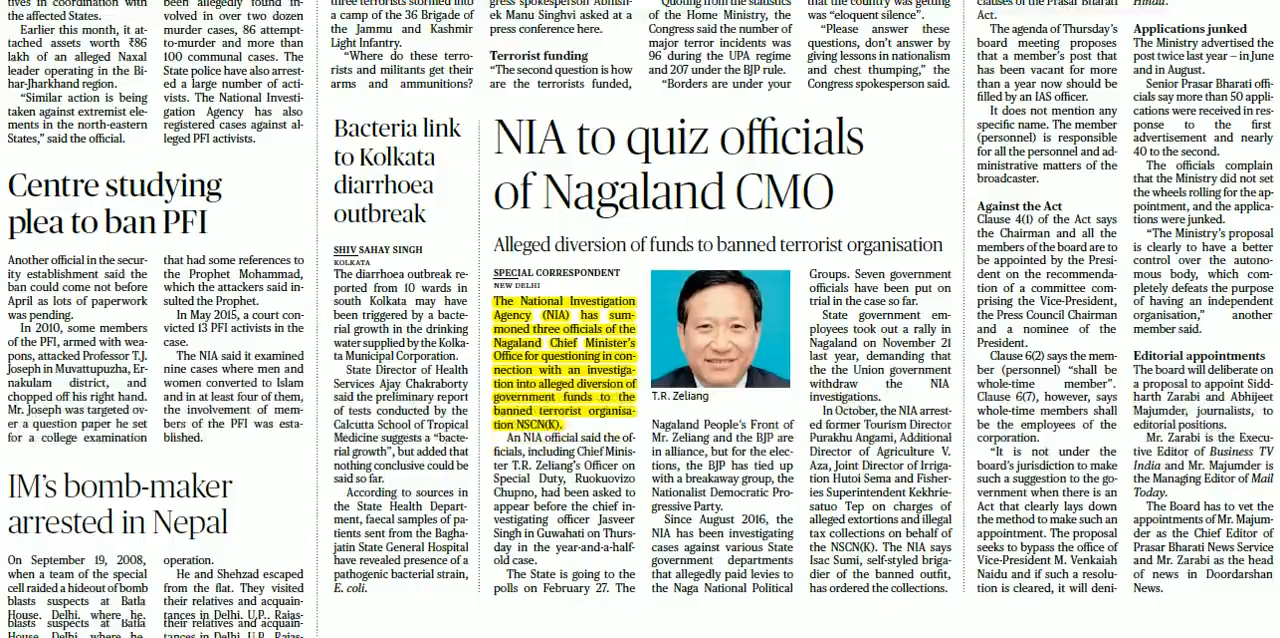 tives in coordination with
the affected States.
Earlier this month, it at-
tached assets worth ₹86
lakh of an alleged Naxal
leader operating in the Bi-
har-Jharkhand region.
"Similar action is being
taken against extremist ele-
ments in the north-eastern
States," said the official.
been allegedly found in-
volved in over two dozen
murder cases, 86 attempt-
to-murder and more than
100 communal cases. The
State police have also arrest-
ed a large number of acti-
vists. The National Investi-
gation Agency has also
registered cases against al-
leged PFI activists.
Centre studying
plea to ban PFI
Another official in the secur-
ity establishment said the
ban could come not before
April as lots of paperwork
was pending.
In 2010, some members
of the PFI, armed with wea-
pons, attacked Professor T.J.
Joseph in Muvattupuzha, Er-
nakulam district, and
chopped off his right hand.
Mr. Joseph was targeted ov-
er a question paper he set
for a college examination
that had some references to
the Prophet Mohammad,
which the attackers said in-
sulted the Prophet.
In May 2015, a court con-
victed 13 PFI activists in the
case.
The NIA said it examined
nine cases where men and
women converted to Islam
and in at least four of them,
the involvement of mem-
bers of the PFI was esta-
blished.
IM's bomb-maker
arrested in Nepal
On September 19, 2008,
when a team of the special
cell raided a hideout of bomb
blasts suspects at Batla
House, Delhi, where he,
blasts suspects at Batla
House, Delhi, where he,
operation.
He and Shehzad escaped
from the flat. They visited
their relatives and acquain-
tances in Delhi, U.P., Rajas-
their relatives and acquain-
tances in Delhi, U.P., Rajas-
three terrorists stormed into
a camp of the 36 Brigade of
the Jammu and Kashmir
Light Infantry.
"Where do these terro-
rists and militants get their
arms and ammunitions?
gress spokesperson Abhish-
ek Manu Singhvi asked at a
press conference here.
Terrorist funding
"The second question is how
are the terrorists funded,
Quoting from the statistics
of the Home Ministry, the
Congress said the number of
major terror incidents was
96 during the UPA regime
and 207 under the BJP rule.
"Borders are under your
that the country was getting
was "eloquent silence".
"Please answer these
questions, don't answer by
giving lessons in nationalism
and chest thumping," the
Congress spokesperson said.
Bacteria link
to Kolkata
diarrhoea
outbreak
SHIV SAHAY SINGH
KOLKATA
The diarrhoea outbreak re-
ported from 10 wards in
south Kolkata may have
been triggered by a bacte-
rial growth in the drinking
water supplied by the Kolka-
ta Municipal Corporation.
State Director of Health
Services Ajay Chakraborty
said the preliminary report
of tests conducted by the
Calcutta School of Tropical
Medicine suggests a "bacte-
rial growth", but added that
nothing conclusive could be
said so far.
According to sources in
the State Health Depart-
ment, faecal samples of pa-
tients sent from the Bagha-
jatin State General Hospital
have revealed presence of a
pathogenic bacterial strain,
E. coli.
NIA to quiz officials
of Nagaland CMO
Alleged diversion of funds to banned terrorist organisation
SPECIAL CORRESPONDENT
NEW DELHI
The National Investigation
Agency (NIA) has sum-
moned three officials of the
Nagaland Chief Minister's
Office for questioning in con-
nection with an investiga-
tion into alleged diversion of
government funds to the
banned terrorist organisa-
tion NSCN(K).
An NIA official said the of-
ficials, including Chief Minis-
ter T.R. Zeliang's Officer on
Special Duty, Ruokuovizo
Chupno, had been asked to
appear before the chief in-
vestigating officer Jasveer
Singh in Guwahati on Thurs-
day in the year-and-a-half-
old case.
The State is going to the
polls on February 27. The
T.R. Zeliang
Nagaland People's Front of
Mr. Zeliang and the BJP are
in alliance, but for the elec-
tions, the BJP has tied up
with a breakaway group, the
Nationalist Democratic Pro-
gressive Party.
Since August 2016, the
NIA has been investigating
cases against various State
government departments
that allegedly paid levies to
the Naga National Political
Groups. Seven government
officials have been put on
trial in the case so far.
State government em-
ployees took out a rally in
Nagaland on November 21
last year, demanding that
the Union government
withdraw the NIA
investigations.
In October, the NIA arrest-
ed former Tourism Director
Purakhu Angami, Additional
Director of Agriculture V.
Aza, Joint Director of Irriga-
tion Hutoi Sema and Fisher-
ies Superintendent Kekhrie-
satuo Tep on charges of
alleged extortions and illegal
tax collections on behalf of
the NSCN(K). The NIA says
Isac Sumi, self-styled briga-
dier of the banned outfit,
has ordered the collections.
clauses of the Prasar Bharati
Act.
The agenda of Thursday's
board meeting proposes
that a member's post that
has been vacant for more
than a year now should be
filled by an IAS officer.
It does not mention any
specific name. The member
(personnel) is responsible
for all the personnel and ad-
ministrative matters of the
broadcaster.
Against the Act
Clause 4(1) of the Act says
the Chairman and all the
members of the board are to
be appointed by the Presi-
dent on the recommenda-
tion of a committee com-
prising the Vice-President,
the Press Council Chairman
and a nominee of the
President.
Clause 6(2) says the mem-
ber (personnel) "shall be
whole-time member".
Clause 6(7), however, says
whole-time members shall
be the employees of the
corporation.
"It is not under the
board's jurisdiction to make
such a suggestion to the go-
vernment when there is an
Act that clearly lays down
the method to make such an
appointment. The proposal
seeks to bypass the office of
Vice-President M. Venkaiah
Naidu and if such a resolu-
tion is cleared, it will deni-
Hindu.
Applications junked
The Ministry advertised the
post twice last year – in June
and in August.
Senior Prasar Bharati offi-
cials say more than 50 appli-
cations were received in res-
ponse to the first
advertisement and nearly
40 to the second.
The officials complain
that the Ministry did not set
the wheels rolling for the ap-
pointment, and the applica-
tions were junked.
"The Ministry's proposal
is clearly to have a better
control over the autono-
mous body, which com-
pletely defeats the purpose
of having an independent
organisation," another
member said.
Editorial appointments
The board will deliberate on
a proposal to appoint Sidd-
harth Zarabi and Abhijeet
Majumder, journalists, to
editorial positions.
Mr. Zarabi is the Execu-
tive Editor of Business TV
India and Mr. Majumder is
the Managing Editor of Mail
Today.
The Board has to vet the
appointments of Mr. Majum-
der as the Chief Editor of
Prasar Bharati News Service
and Mr. Zarabi as the head
of news in Doordarshan
News.